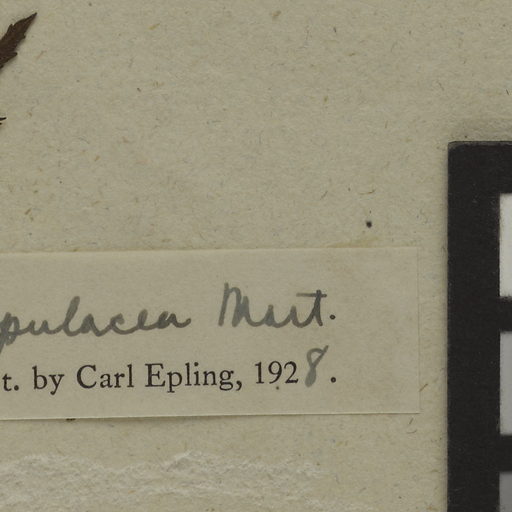 pulacea Mart.
t. by Carl Epling, 1928.